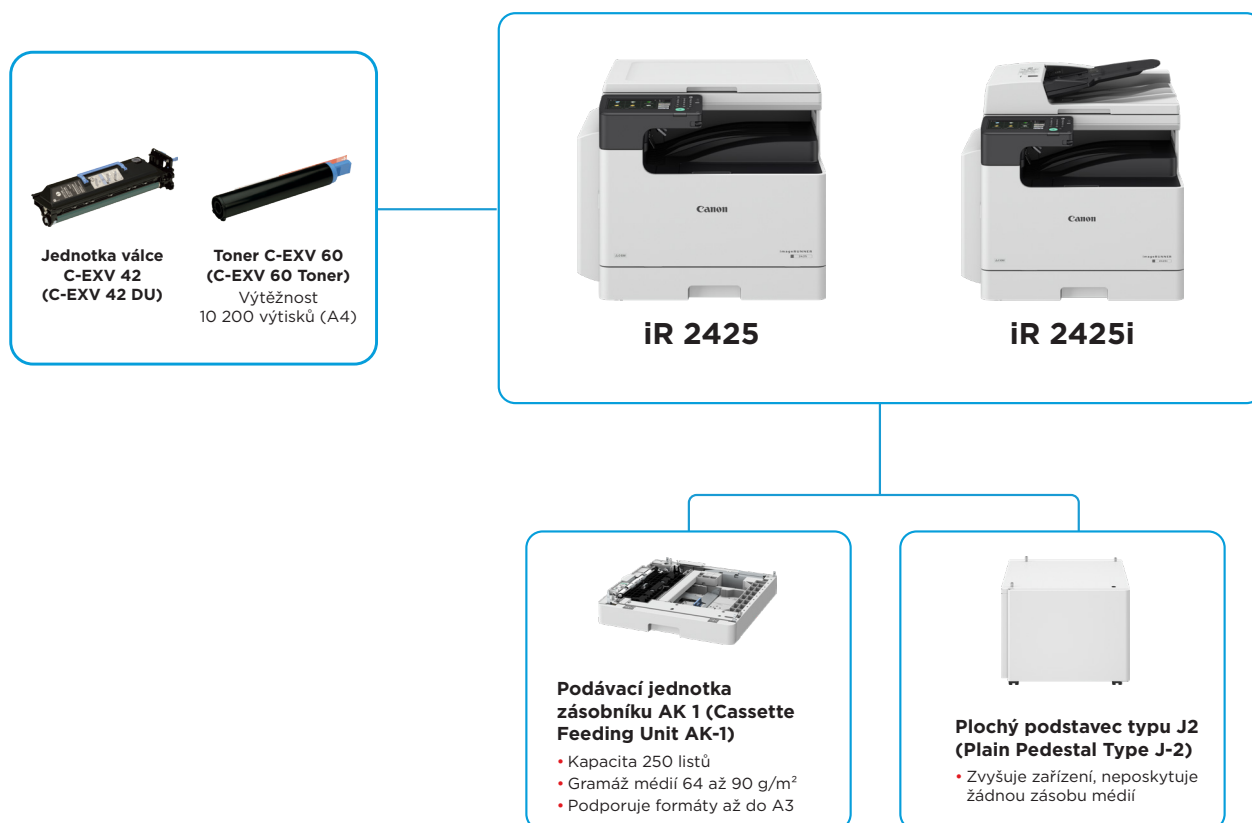 Jednotka válce
C-EXV 42
(C-EXV 42 DU)
Toner C-EXV 60
(C-EXV 60 Toner)
Výtěžnost
10 200 výtisků (A4)
Canon
Canon
iR 2425
iR 2425i
Podávací jednotka
zásobníku AK 1 (Cassette
Feeding Unit AK-1)
• Kapacita 250 listů
• Gramáž médií 64 až 90 g/m²
• Podporuje formáty až do A3
Plochý podstavec typu J2
(Plain Pedestal Type J-2)
• Zvyšuje zařízení, neposkytuje
žádnou zásobu médií